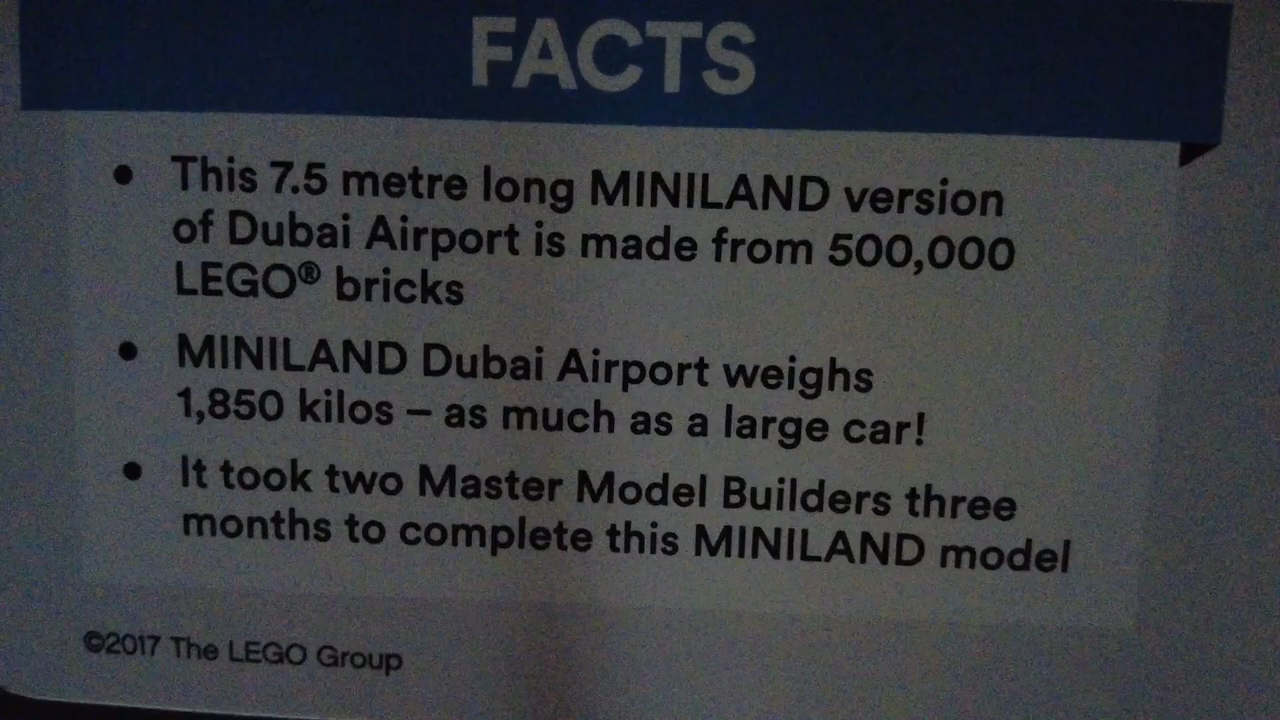 FACTS
• This 7.5 metre long MINILAND version
of Dubai Airport is made from 500,000
LEGO® bricks
• MINILAND Dubai Airport weighs
1,850 kilos – as much as a large car!
• It took two Master Model Builders three
months to complete this MINILAND model
©2017 The LEGO Group